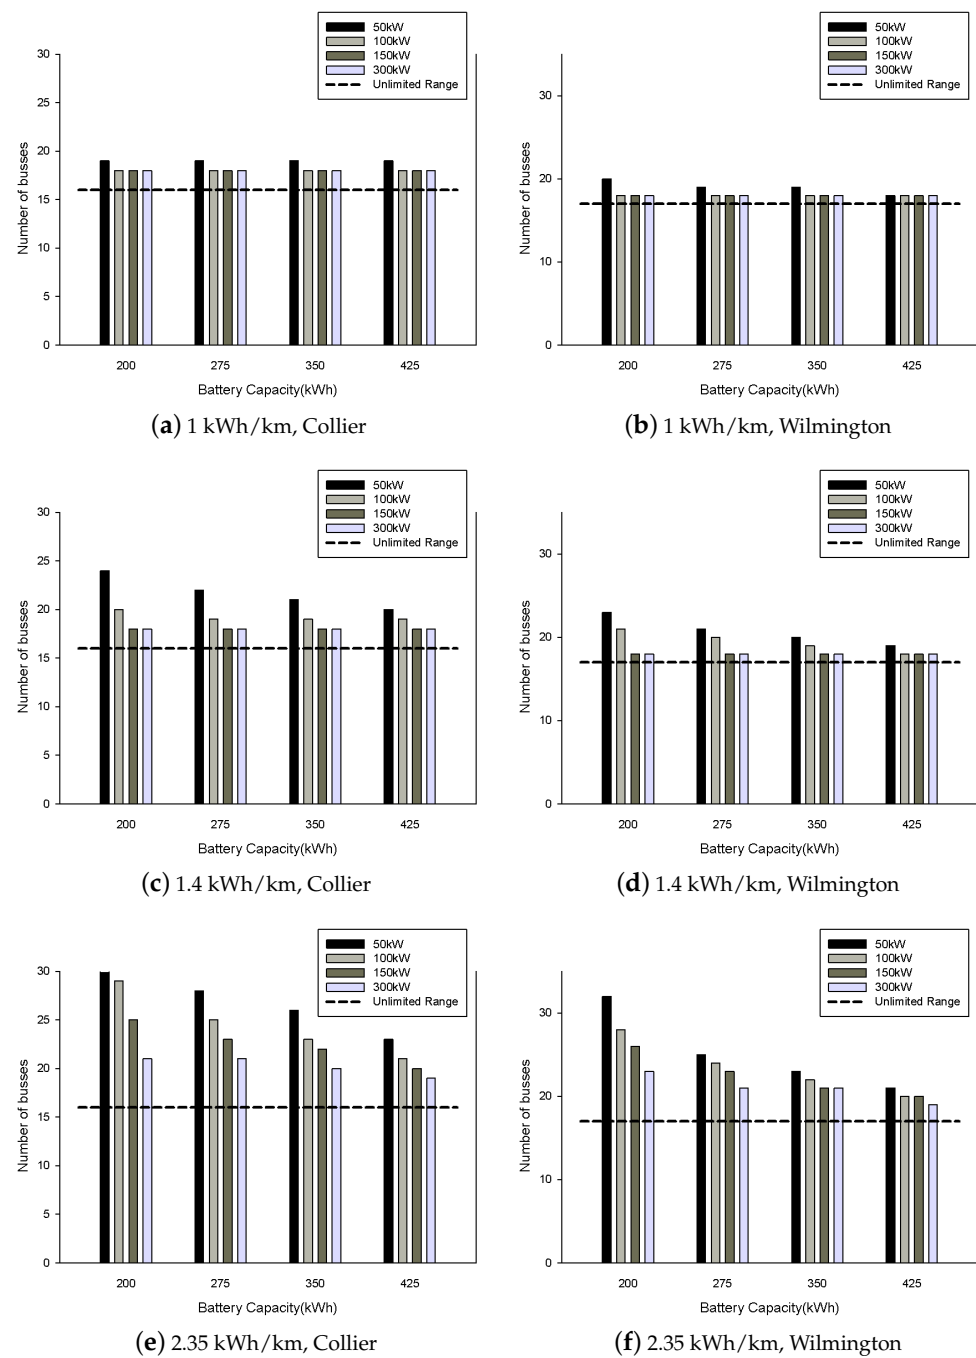 50kW
100kW
150kW
300kW
Unlimited Range
Number of busses
30
25
20
15
10
5
0
200 275 350 425
Battery Capacity(kWh)
(a) 1 kWh/km, Collier
50kW
100kW
150kW
300kW
Unlimited Range
Number of busses
30
20
10
0
200 275 350 425
Battery Capacity(kWh)
(b) 1 kWh/km, Wilmington
50kW
100kW
150kW
300kW
Unlimited Range
Number of busses
30
25
20
15
10
5
0
200 275 350 425
Battery Capacity(kWh)
(c) 1.4 kWh/km, Collier
50kW
100kW
150kW
300kW
Unlimited Range
Number of busses
30
20
10
0
200 275 350 425
Battery Capacity(kWh)
(d) 1.4 kWh/km, Wilmington
50kW
100kW
150kW
300kW
Unlimited Range
Number of busses
30
25
20
15
10
5
0
200 275 350 425
Battery Capacity(kWh)
(e) 2.35 kWh/km, Collier
50kW
100kW
150kW
300kW
Unlimited Range
Number of busses
30
20
10
0
200 275 350 425
Battery Capacity(kWh)
(f) 2.35 kWh/km, Wilmington